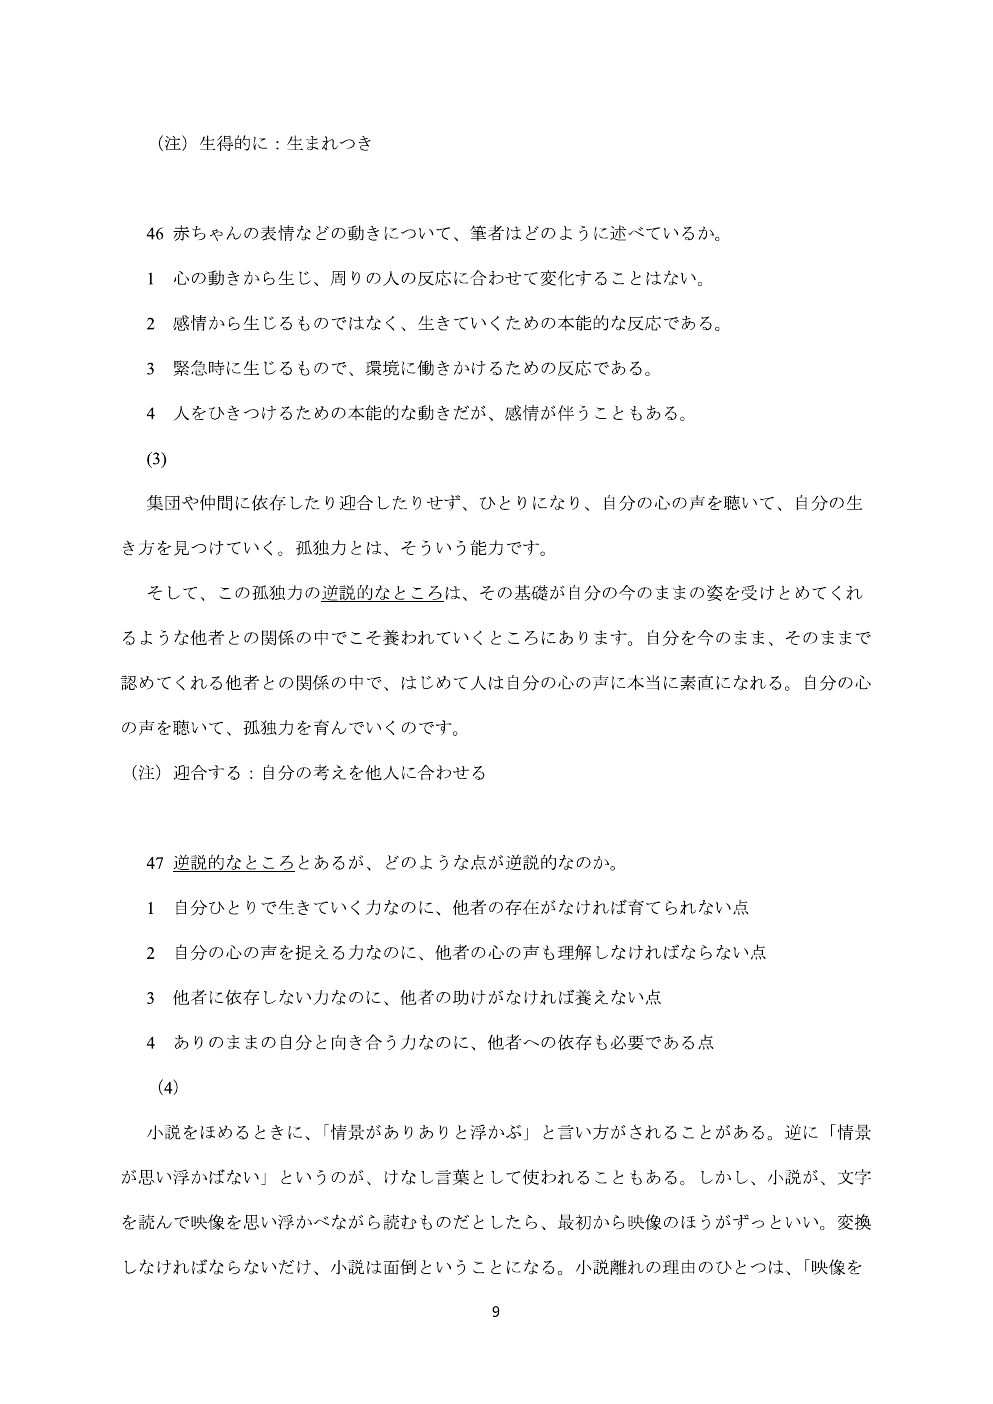 （注）生得的に：生まれつき
46 赤ちゃんの表情などの動きについて、筆者はどのように述べているか。
1 心の動きから生じ、周りの人の反応に合わせて変化することはない。
2 感情から生じるものではなく、生きていくための本能的な反応である。
3 緊急時に生じるもので、環境に働きかけるための反応である。
4 人をひきつけるための本能的な動きだが、感情が伴うこともある。
(3)
集団や仲間に依存したり迎合したりせず、ひとりになり、自分の心の声を聴いて、自分の生
き方を見つけていく。孤独力とは、そういう能力です。
そして、この孤独力の逆説的なところは、その基礎が自分の今のままの姿を受けとめてくれ
るような他者との関係の中でこそ養われていくところにあります。自分を今のまま、そのままで
認めてくれる他者との関係の中で、はじめて人は自分の心の声に本当に素直になれる。自分の心
の声を聴いて、孤独力を育んでいくのです。
（注）迎合する：自分の考えを他人に合わせる
47 逆説的なところとあるが、どのような点が逆説的なのか。
1 自分ひとりで生きていく力なのに、他者の存在がなければ育てられない点
2 自分の心の声を捉える力なのに、他者の心の声も理解しなければならない点
3 他者に依存しない力なのに、他者の助けがなければ養えない点
4 ありのままの自分と向き合う力なのに、他者への依存も必要である点
（4）
小説をほめるときに、「情景がありありと浮かぶ」と言い方がされることがある。逆に「情景
が思い浮かばない」というのが、けなし言葉として使われることもある。しかし、小説が、文字
を読んで映像を思い浮かべながら読むものだとしたら、最初から映像のほうがずっといい。変換
しなければならないだけ、小説は面倒ということになる。小説離れの理由のひとつは、「映像を
9